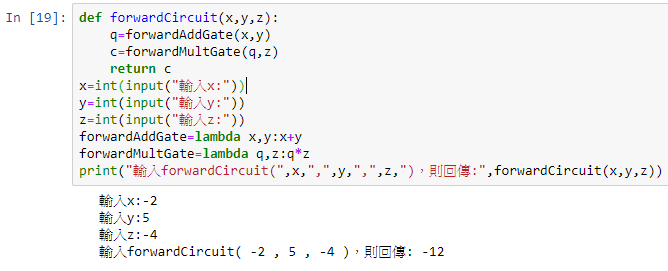 In [19]: def forwardCircuit(x,y,z):
q=forwardAddGate(x,y)
c=forwardMultGate(q,z)
return c
x=int(input("輸入x:"))
y=int(input("輸入y:"))
z=int(input("輸入z:"))
forwardAddGate=lambda x,y:x+y
forwardMultGate=lambda q,z:q*z
print("輸入forwardCircuit(",x,",",y,",",z,")，則回傳:",forwardCircuit(x,y,z))
輸入x:-2
輸入y:5
輸入z:-4
輸入forwardCircuit( -2 , 5 , -4 )，則回傳: -12